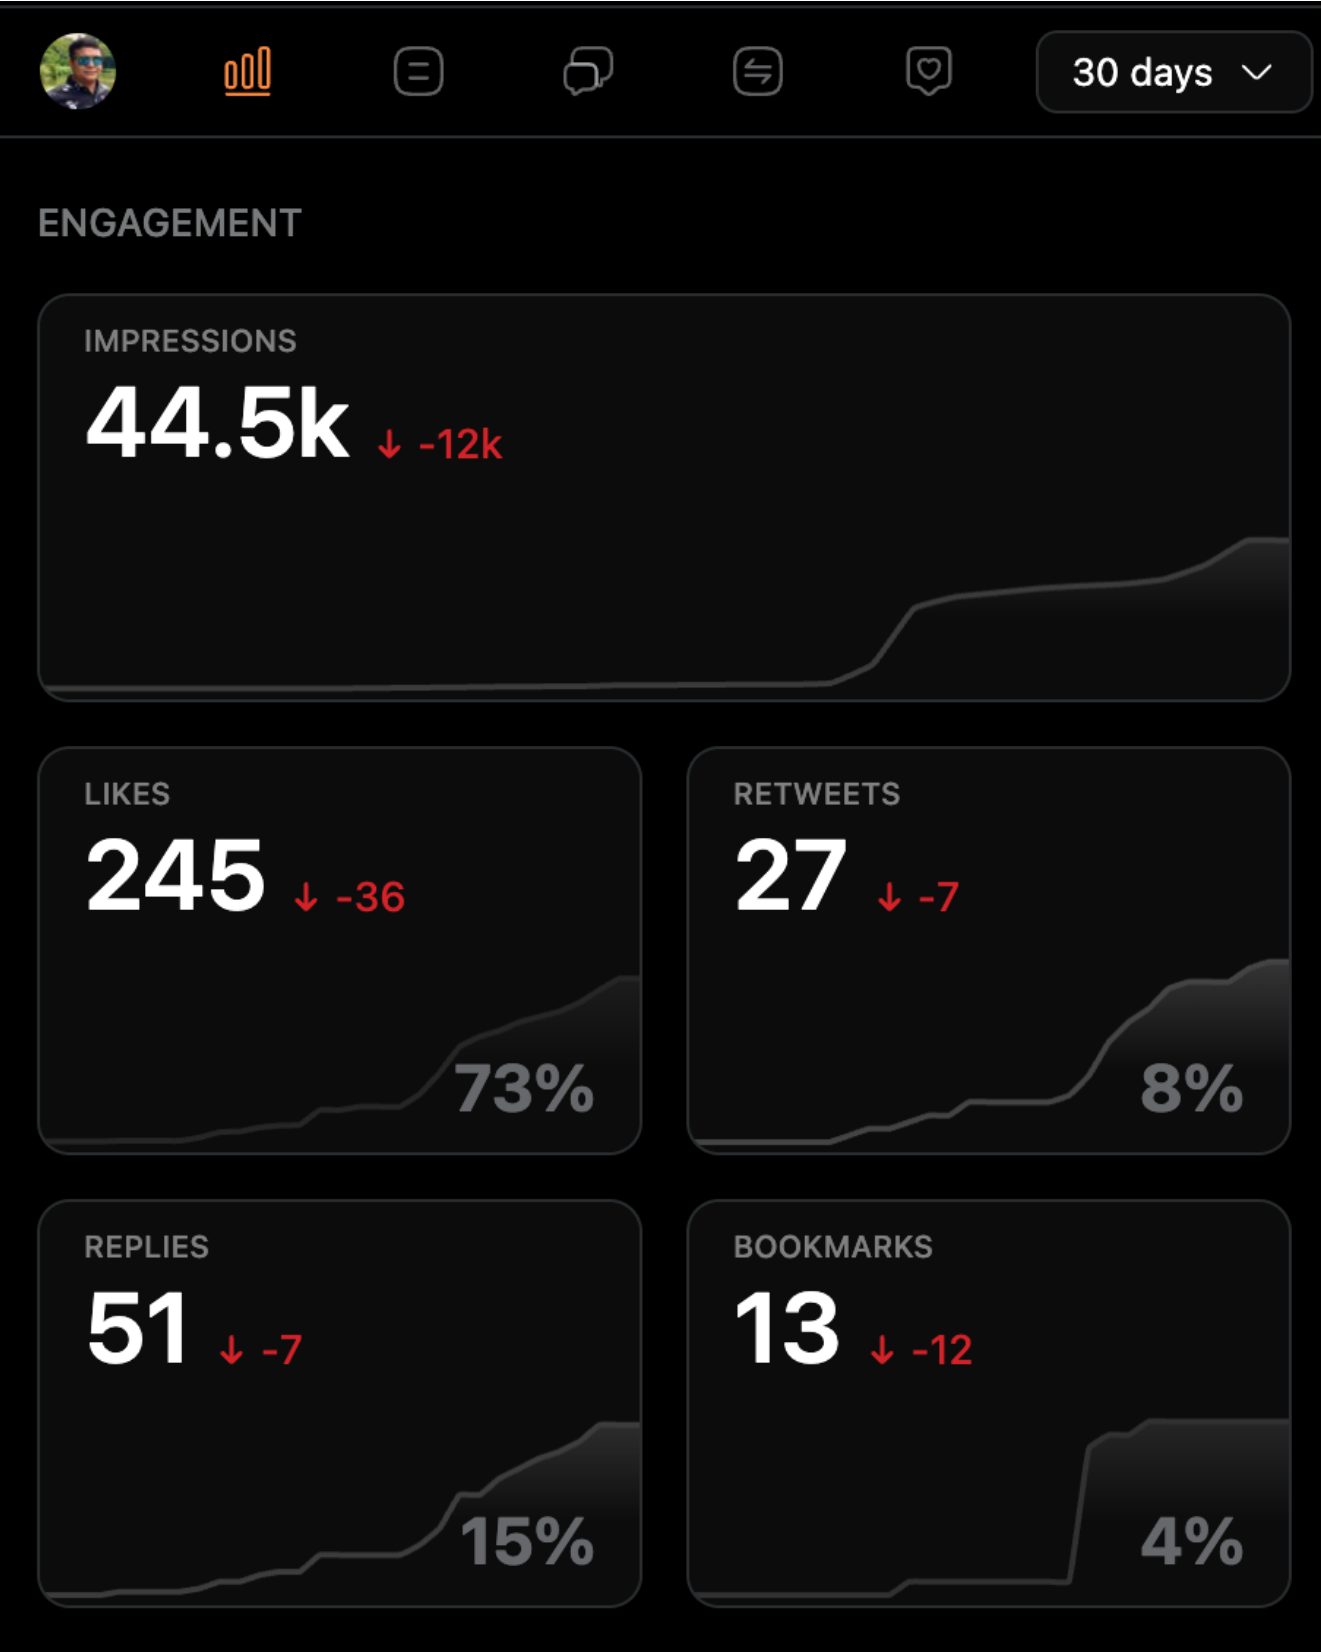 30 days
ENGAGEMENT
IMPRESSIONS
44.5k ↓ -12k
LIKES
245 ↓ -36
73%
RETWEETS
27 ↓ -7
8%
REPLIES
51 ↓ -7
15%
BOOKMARKS
13 ↓ -12
4%